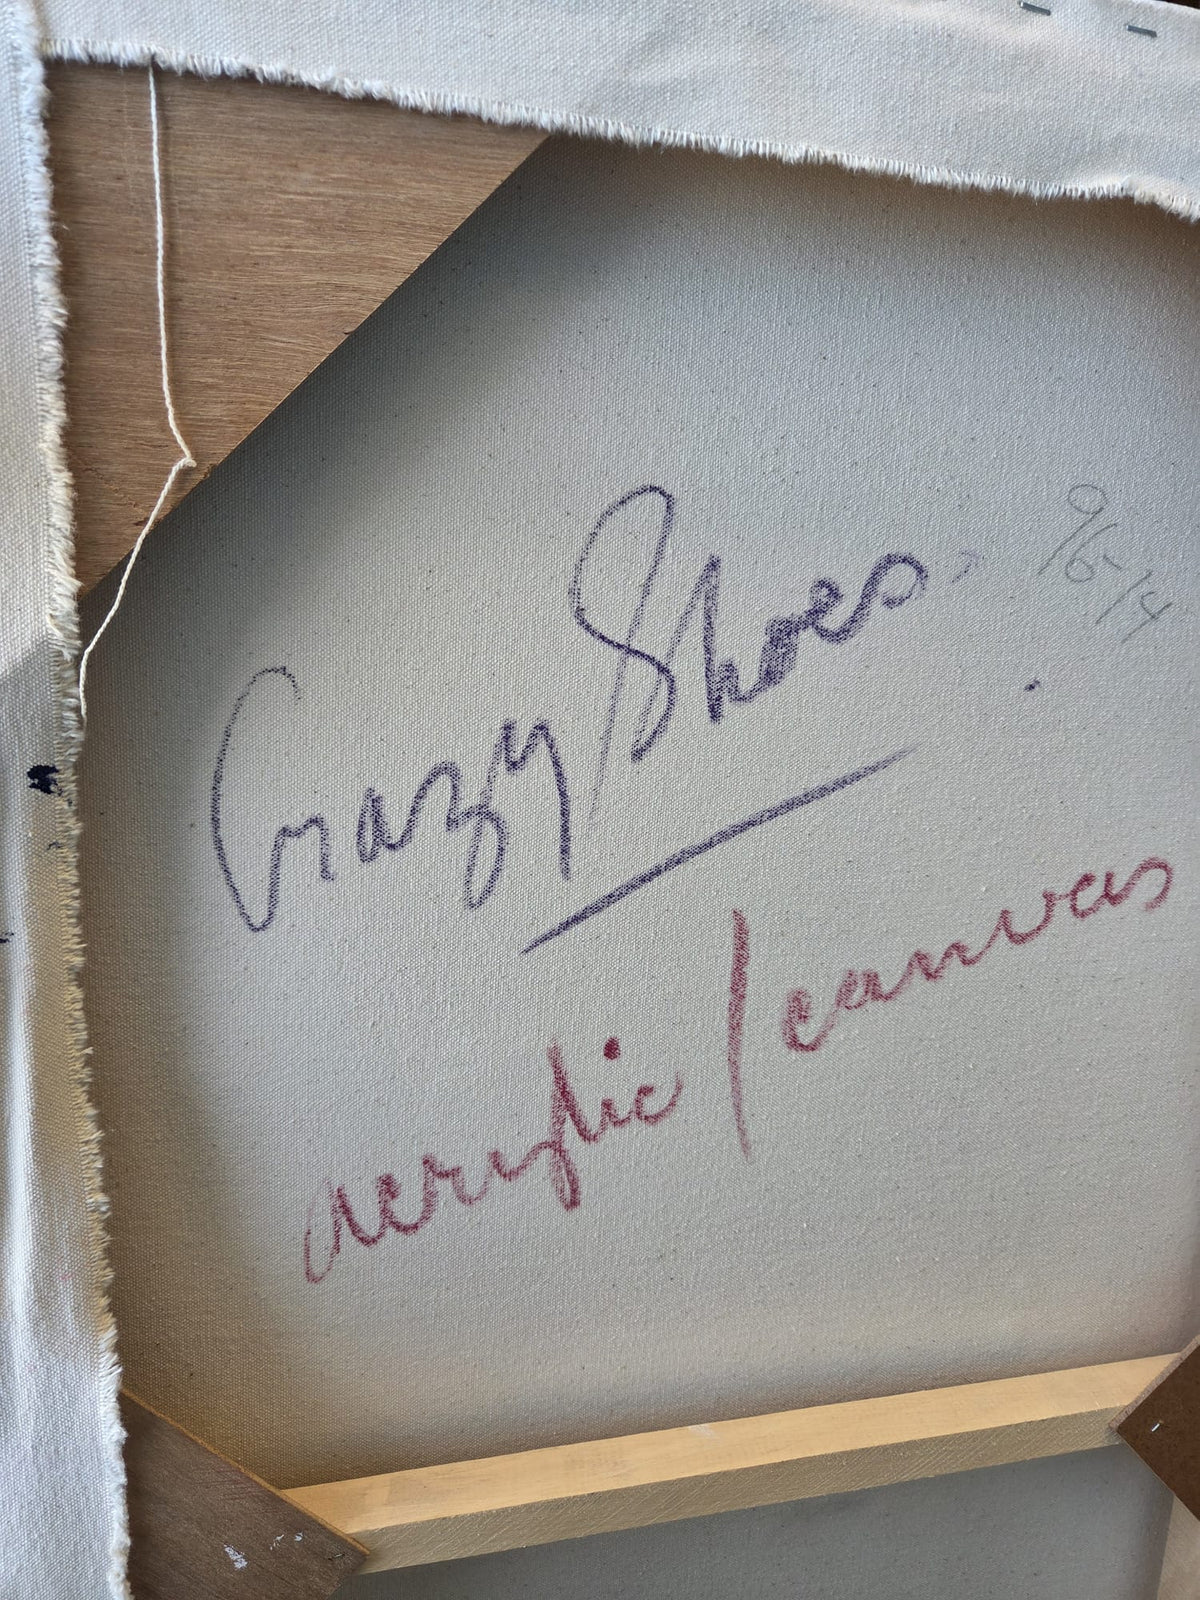 Crazy Shoes
96-14
acrylic / canvas